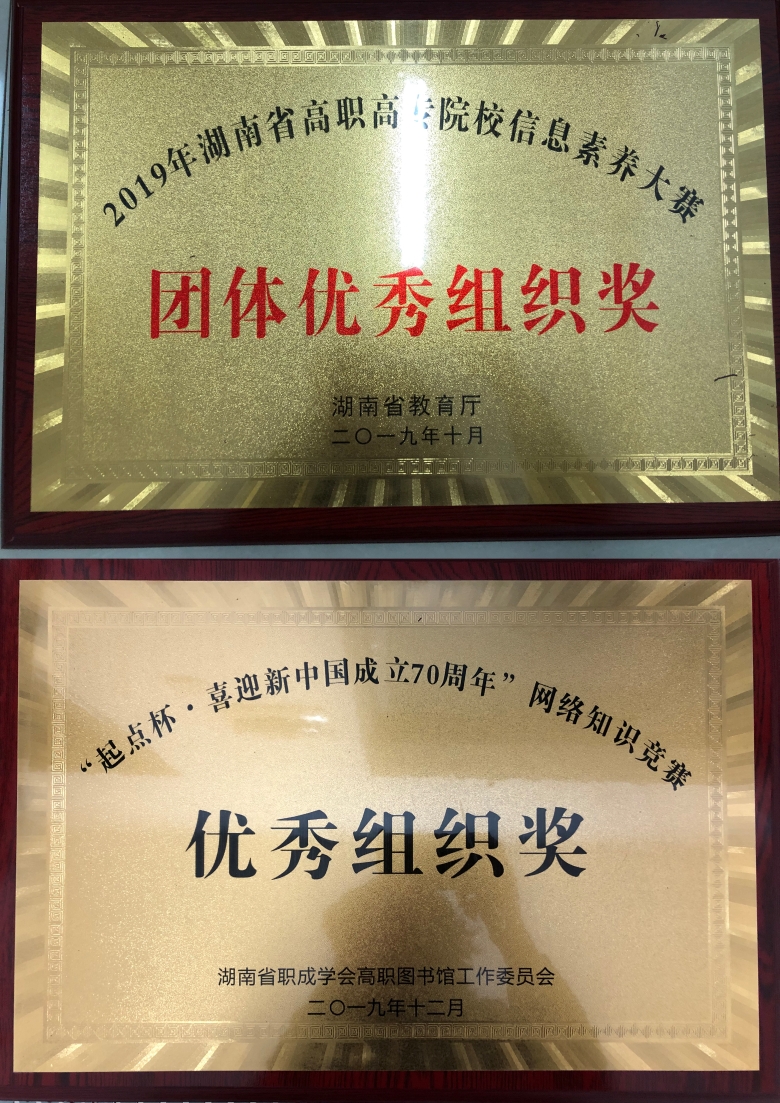 2019年湖南省高职高专院校信息素养大赛
团体优秀组织奖
湖南省教育厅
二〇一九年十月
“起点杯·喜迎新中国成立70周年”网络知识竞赛
优秀组织奖
湖南省职成学会高职图书馆工作委员会
二〇一九年十二月